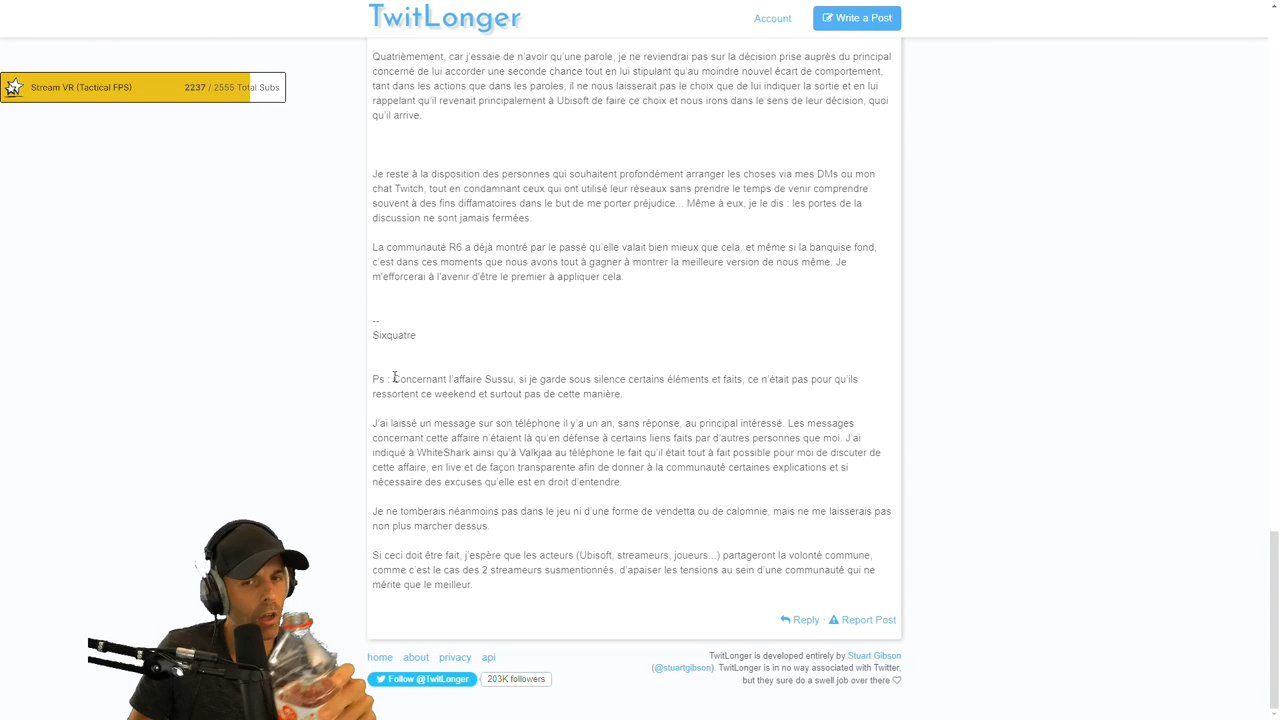 TwitLonger
Account
Write a Post
Stream VR (Tactical FPS)
2237 / 2555 Total Subs
Quatrièmement, car j'essaie de n'avoir qu'une parole, je ne reviendrai pas sur la décision prise auprès du principal
concerné de lui accorder une seconde chance tout en lui stipulant qu'au moindre nouvel écart de comportement,
tant dans les actions que dans les paroles, il ne nous laisserait pas le choix que de lui indiquer la sortie et en lui
rappelant qu'il revenait principalement à Ubisoft de faire ce choix et nous irons dans le sens de leur décision, quoi
qu'il arrive.
Je reste à la disposition des personnes qui souhaitent profondément arranger les choses via mes DMs ou mon
chat Twitch, tout en condamnant ceux qui ont utilisé leur réseaux sans prendre le temps de venir comprendre
souvent à des fins diffamatoires dans le but de me porter préjudice... Même à eux, je le dis : les portes de la
discussion ne sont jamais fermées.
La communauté R6 a déjà montré par le passé qu'elle valait bien mieux que cela, et même si la banquise fond,
c'est dans ces moments que nous avons tout à gagner à montrer la meilleure version de nous même. Je
m'efforcerai à l'avenir d'être le premier à appliquer cela.
--
Sixquatre
Ps : Concernant l'affaire Sussu, si je garde sous silence certains éléments et faits, ce n'était pas pour qu'ils
ressortent ce weekend et surtout pas de cette manière.
J'ai laissé un message sur son téléphone il y'a un an, sans réponse, au principal intéressé. Les messages
concernant cette affaire n'étaient là qu'en défense à certains liens faits par d'autres personnes que moi. J'ai
indiqué à WhiteShark ainsi qu'à Valkjaa au téléphone le fait qu'il était tout à fait possible pour moi de discuter de
cette affaire, en live et de façon transparente afin de donner à la communauté certaines explications et si
nécessaire des excuses qu'elle est en droit d'entendre.
Je ne tomberais néanmoins pas dans le jeu ni d'une forme de vendetta ou de calomnie, mais ne me laisserais pas
non plus marcher dessus.
Si ceci doit être fait, j'espère que les acteurs (Ubisoft, streameurs, joueurs...) partageront la volonté commune,
comme c'est le cas des 2 streameurs susmentionnés, d'apaiser les tensions au sein d'une communauté qui ne
mérite que le meilleur.
Reply · Report Post
home about privacy api
Follow @TwitLonger 203K followers
TwitLonger is developed entirely by Stuart Gibson
(@stuartgibson). TwitLonger is in no way associated with Twitter,
but they sure do a swell job over there